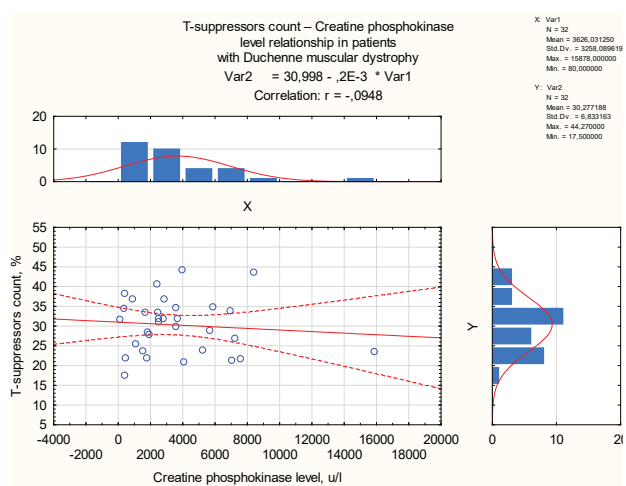 T-suppressors count – Creatine phosphokinase
level relationship in patients
with Duchenne muscular dystrophy
Var2 = 30,998 - ,2E-3 * Var1
Correlation: r = -,0948
X: Var1
N = 32
Mean = 3626,031250
Std.Dv. = 3258,089619
Max. = 15878,000000
Min. = 80,000000
Y: Var2
N = 32
Mean = 30,277188
Std.Dv. = 6,833163
Max. = 44,270000
Min. = 17,500000
20
10
0
X
T-suppressors count, %
55
50
45
40
35
30
25
20
15
10
5
-4000 0 4000 8000 12000 16000 20000
-2000 2000 6000 10000 14000 18000
Creatine phosphokinase level, u/l
Y
0 10 20